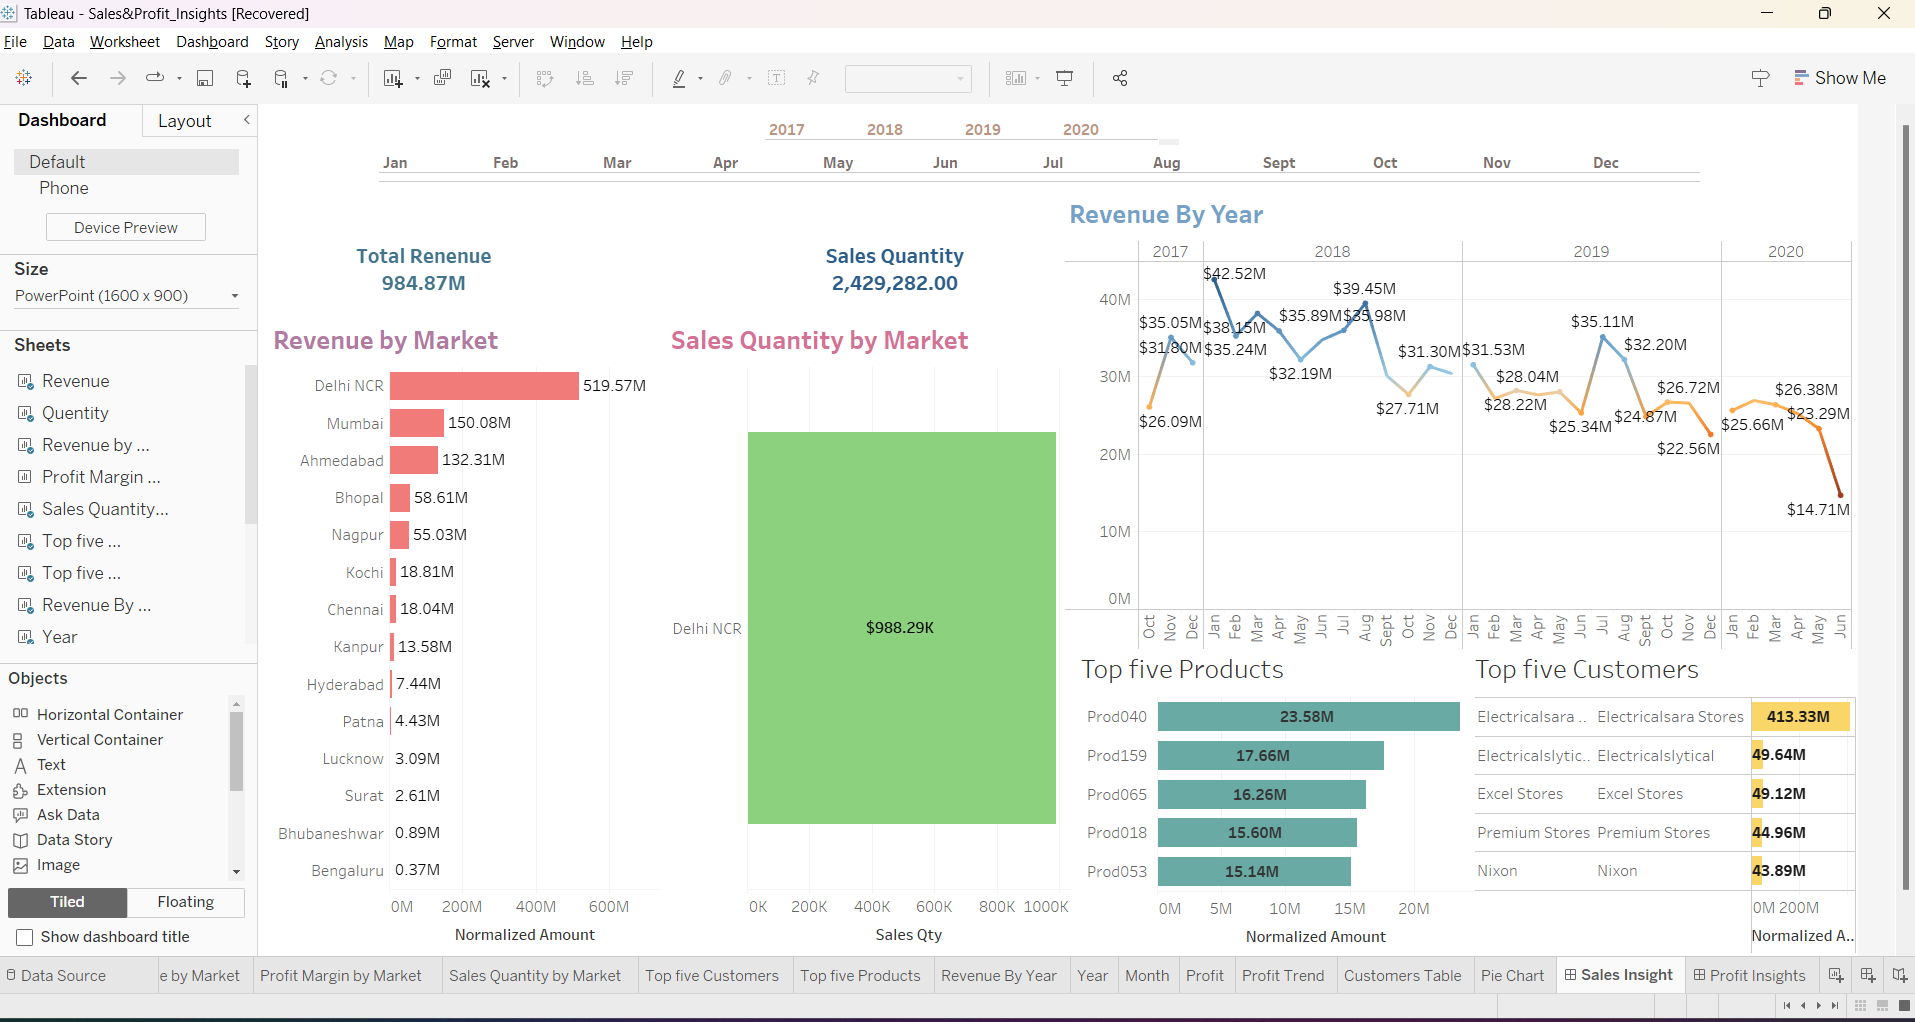 Tableau - Sales&Profit_Insights [Recovered]
File Data Worksheet Dashboard Story Analysis Map Format Server Window Help
Show Me
Dashboard Layout
Default
Phone
Device Preview
Size
PowerPoint (1600 x 900)
Sheets
Revenue
Quentity
Revenue by ...
Profit Margin ...
Sales Quantity...
Top five ...
Top five ...
Revenue By ...
Year
Objects
Horizontal Container
Vertical Container
Text
Extension
Ask Data
Data Story
Image
Tiled Floating
Show dashboard title
2017 2018 2019 2020
Jan Feb Mar Apr May Jun Jul Aug Sept Oct Nov Dec
Total Renenue
984.87M
Sales Quantity
2,429,282.00
Revenue by Market
Delhi NCR 519.57M
Mumbai 150.08M
Ahmedabad 132.31M
Bhopal 58.61M
Nagpur 55.03M
Kochi 18.81M
Chennai 18.04M
Kanpur 13.58M
Hyderabad 7.44M
Patna 4.43M
Lucknow 3.09M
Surat 2.61M
Bhubaneshwar 0.89M
Bengaluru 0.37M
0M 200M 400M 600M
Normalized Amount
Sales Quantity by Market
Delhi NCR $988.29K
0K 200K 400K 600K 800K 1000K
Sales Qty
Revenue By Year
2017 2018 2019 2020
40M
30M
20M
10M
0M
$26.09M $35.05M $31.80M
$42.52M $35.24M $38.15M $35.89M $32.19M $35.98M $39.45M $27.71M $31.30M
$31.53M $28.22M $28.04M $25.34M $35.11M $32.20M $24.87M $26.72M $22.56M
$25.66M $26.38M $23.29M $14.71M
Oct Nov Dec Jan Feb Mar Apr May Jun Jul Aug Sept Oct Nov Dec Jan Feb Mar Apr May Jun Jul Aug Sept Oct Nov Dec Jan Feb Mar Apr May Jun
Top five Products
Prod040 23.58M
Prod159 17.66M
Prod065 16.26M
Prod018 15.60M
Prod053 15.14M
0M 5M 10M 15M 20M
Normalized Amount
Top five Customers
Electricalsara .. Electricalsara Stores 413.33M
Electricalslytic.. Electricalslytical 49.64M
Excel Stores Excel Stores 49.12M
Premium Stores Premium Stores 44.96M
Nixon Nixon 43.89M
0M 200M
Normalized A..
Data Source e by Market Profit Margin by Market Sales Quantity by Market Top five Customers Top five Products Revenue By Year Year Month Profit Profit Trend Customers Table Pie Chart Sales Insight Profit Insights